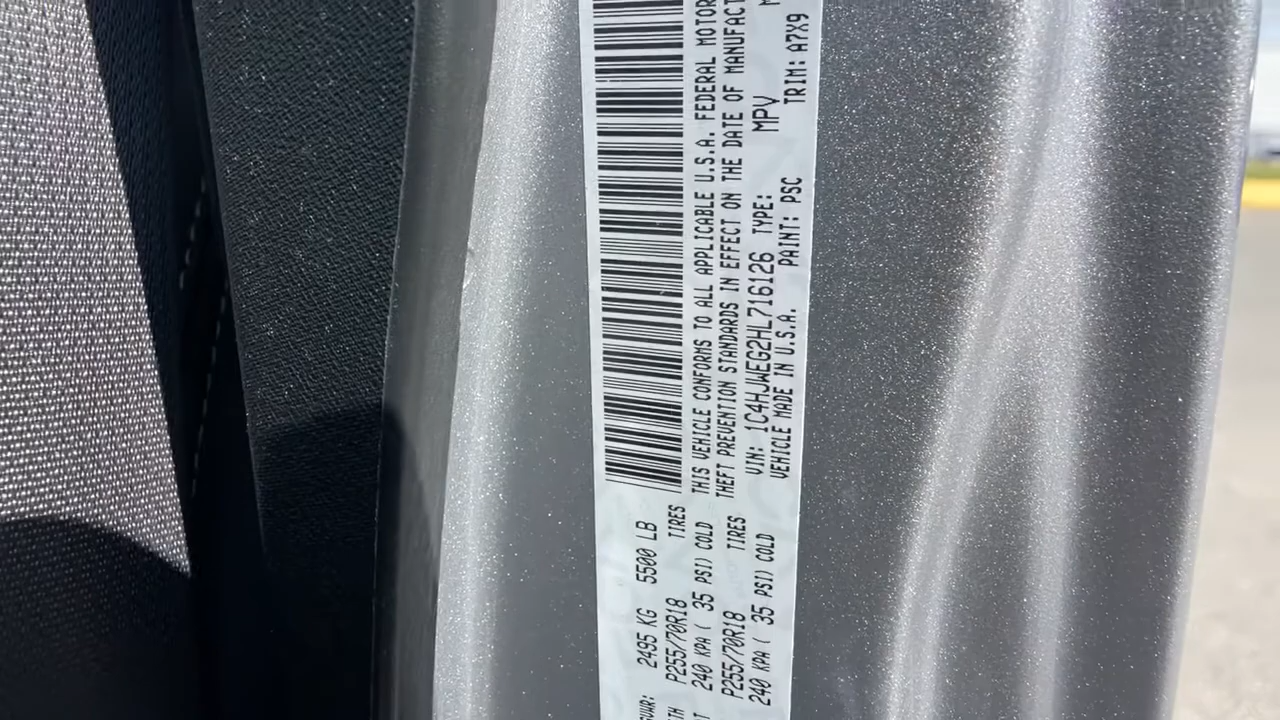 GVWR: 2495 KG 5500 LB
P255/70R18 TIRES
240 KPA ( 35 PSI) COLD
P255/70R18 TIRES
240 KPA ( 35 PSI) COLD
THIS VEHICLE CONFORMS TO ALL APPLICABLE U.S.A. FEDERAL MOTOR
THEFT PREVENTION STANDARDS IN EFFECT ON THE DATE OF MANUFACT
VIN: 1C4HJWEG2HL716126 TYPE: MPV
VEHICLE MADE IN U.S.A. PAINT: PSC TRIM: A7X9